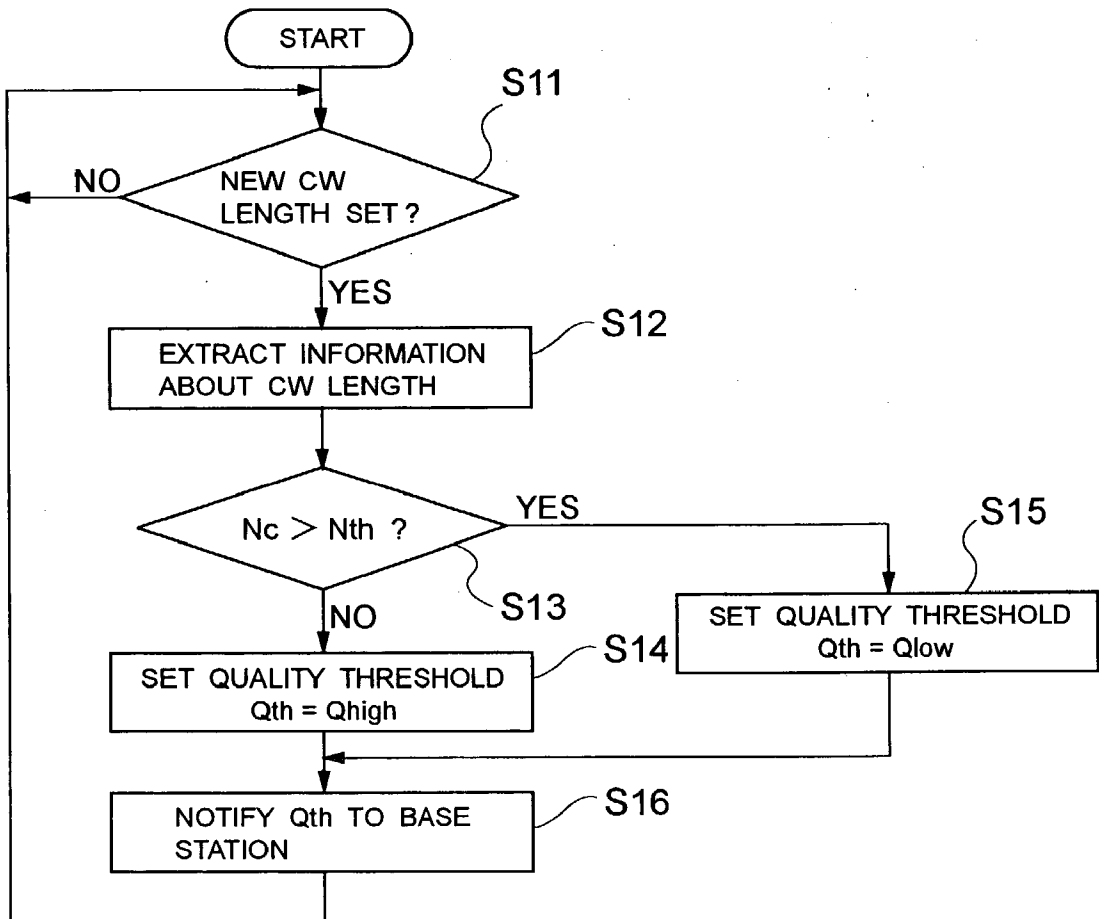 START
S11
NO
NEW CW
LENGTH SET ?
YES
S12
EXTRACT INFORMATION
ABOUT CW LENGTH
YES
Nc > Nth ?
S15
S13
NO
SET QUALITY THRESHOLD
Qth = Qlow
S14
SET QUALITY THRESHOLD
Qth = Qhigh
S16
NOTIFY Qth TO BASE
STATION